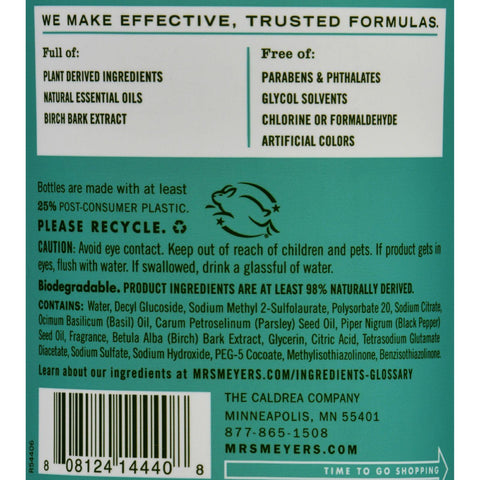 WE MAKE EFFECTIVE, TRUSTED FORMULAS.
Full of:
PLANT DERIVED INGREDIENTS
NATURAL ESSENTIAL OILS
BIRCH BARK EXTRACT
Free of:
PARABENS & PHTHALATES
GLYCOL SOLVENTS
CHLORINE OR FORMALDEHYDE
ARTIFICIAL COLORS
Bottles are made with at least
25% POST-CONSUMER PLASTIC.
PLEASE RECYCLE.
CAUTION: Avoid eye contact. Keep out of reach of children and pets. If product gets in
eyes, flush with water. If swallowed, drink a glassful of water.
Biodegradable. PRODUCT INGREDIENTS ARE AT LEAST 98% NATURALLY DERIVED.
CONTAINS: Water, Decyl Glucoside, Sodium Methyl 2-Sulfolaurate, Polysorbate 20, Sodium Citrate,
Ocimum Basilicum (Basil) Oil, Carum Petroselinum (Parsley) Seed Oil, Piper Nigrum (Black Pepper)
Seed Oil, Fragrance, Betula Alba (Birch) Bark Extract, Glycerin, Citric Acid, Tetrasodium Glutamate
Diacetate, Sodium Sulfate, Sodium Hydroxide, PEG-5 Cocoate, Methylisothiazolinone, Benzisothiazolinone.
Learn about our ingredients at MRSMEYERS.COM/INGREDIENTS-GLOSSARY
THE CALDREA COMPANY
MINNEAPOLIS, MN 55401
877-865-1508
MRSMEYERS.COM
TIME TO GO SHOPPING
R54406
8 08124 14440 8